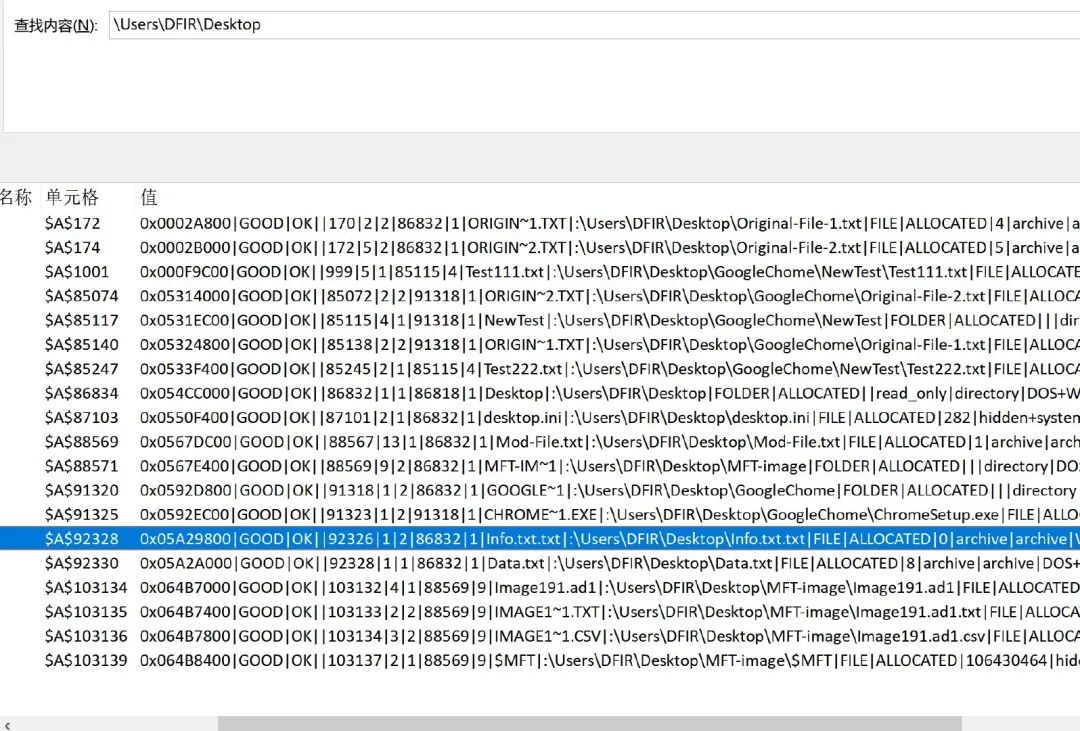 查找内容(N): \Users\DFIR\Desktop
名称 单元格 值
$A$172 0x0002A800|GOOD|OK||170|2|2|86832|1|ORIGIN~1.TXT|:\Users\DFIR\Desktop\Original-File-1.txt|FILE|ALLOCATED|4|archive|a
$A$174 0x0002B000|GOOD|OK||172|5|2|86832|1|ORIGIN~2.TXT|:\Users\DFIR\Desktop\Original-File-2.txt|FILE|ALLOCATED|5|archive|a
$A$1001 0x000F9C00|GOOD|OK||999|5|1|85115|4|Test111.txt|:\Users\DFIR\Desktop\GoogleChome\NewTest\Test111.txt|FILE|ALLOCATE
$A$85074 0x05314000|GOOD|OK||85072|2|2|91318|1|ORIGIN~2.TXT|:\Users\DFIR\Desktop\GoogleChome\Original-File-2.txt|FILE|ALLOCA
$A$85117 0x0531EC00|GOOD|OK||85115|4|1|91318|1|NewTest|:\Users\DFIR\Desktop\GoogleChome\NewTest|FOLDER|ALLOCATED|||dir
$A$85140 0x05324800|GOOD|OK||85138|2|2|91318|1|ORIGIN~1.TXT|:\Users\DFIR\Desktop\GoogleChome\Original-File-1.txt|FILE|ALLOCA
$A$85247 0x0533F400|GOOD|OK||85245|2|1|85115|4|Test222.txt|:\Users\DFIR\Desktop\GoogleChome\NewTest\Test222.txt|FILE|ALLOCA
$A$86834 0x054CC000|GOOD|OK||86832|1|1|86818|1|Desktop|:\Users\DFIR\Desktop|FOLDER|ALLOCATED||read_only|directory|DOS+W
$A$87103 0x0550F400|GOOD|OK||87101|2|1|86832|1|desktop.ini|:\Users\DFIR\Desktop\desktop.ini|FILE|ALLOCATED|282|hidden+system
$A$88569 0x0567DC00|GOOD|OK||88567|13|1|86832|1|Mod-File.txt|:\Users\DFIR\Desktop\Mod-File.txt|FILE|ALLOCATED|1|archive|arch
$A$88571 0x0567E400|GOOD|OK||88569|9|2|86832|1|MFT-IM~1|:\Users\DFIR\Desktop\MFT-image|FOLDER|ALLOCATED|||directory|DO
$A$91320 0x0592D800|GOOD|OK||91318|1|2|86832|1|GOOGLE~1|:\Users\DFIR\Desktop\GoogleChome|FOLDER|ALLOCATED|||directory
$A$91325 0x0592EC00|GOOD|OK||91323|1|2|91318|1|CHROME~1.EXE|:\Users\DFIR\Desktop\GoogleChome\ChromeSetup.exe|FILE|ALLO
$A$92328 0x05A29800|GOOD|OK||92326|1|2|86832|1|Info.txt.txt|:\Users\DFIR\Desktop\Info.txt.txt|FILE|ALLOCATED|0|archive|archive|
$A$92330 0x05A2A000|GOOD|OK||92328|1|1|86832|1|Data.txt|:\Users\DFIR\Desktop\Data.txt|FILE|ALLOCATED|8|archive|archive|DOS+
$A$103134 0x064B7000|GOOD|OK||103132|4|1|88569|9|Image191.ad1|:\Users\DFIR\Desktop\MFT-image\Image191.ad1|FILE|ALLOCATED
$A$103135 0x064B7400|GOOD|OK||103133|2|2|88569|9|IMAGE1~1.TXT|:\Users\DFIR\Desktop\MFT-image\Image191.ad1.txt|FILE|ALLOCA
$A$103136 0x064B7800|GOOD|OK||103134|3|2|88569|9|IMAGE1~1.CSV|:\Users\DFIR\Desktop\MFT-image\Image191.ad1.csv|FILE|ALLOCA
$A$103139 0x064B8400|GOOD|OK||103137|2|1|88569|9|$MFT|:\Users\DFIR\Desktop\MFT-image\$MFT|FILE|ALLOCATED|106430464|hid